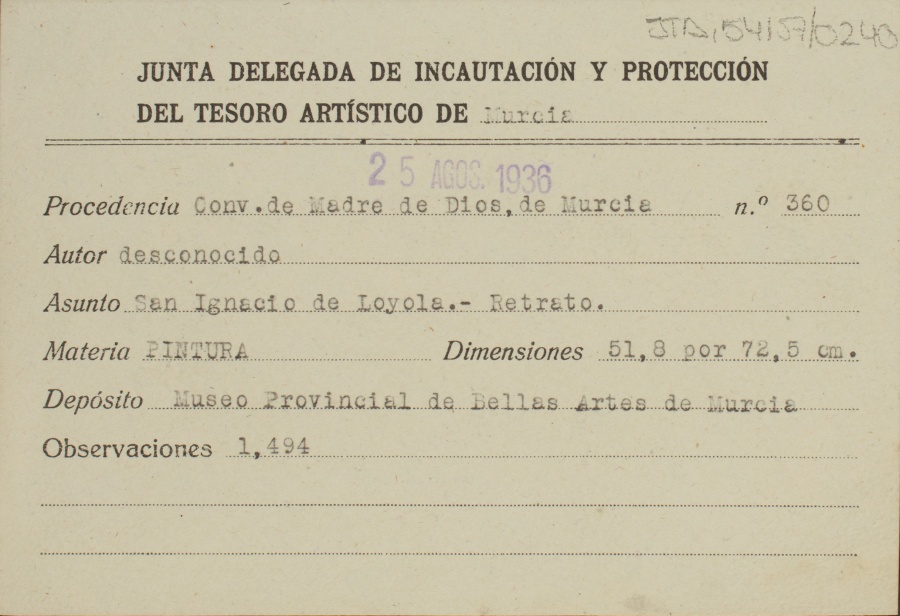 JTA, 54157/0240
JUNTA DELEGADA DE INCAUTACIÓN Y PROTECCIÓN
DEL TESORO ARTÍSTICO DE Murcia
25 AGOS. 1936
Procedencia Conv.de Madre de Dios, de Murcia n.º 360
Autor desconocido
Asunto San Ignacio de Loyola.- Retrato.
Materia PINTURA Dimensiones 51,8 por 72,5 cm.
Depósito Museo Provincial de Bellas Artes de Murcia
Observaciones 1,494